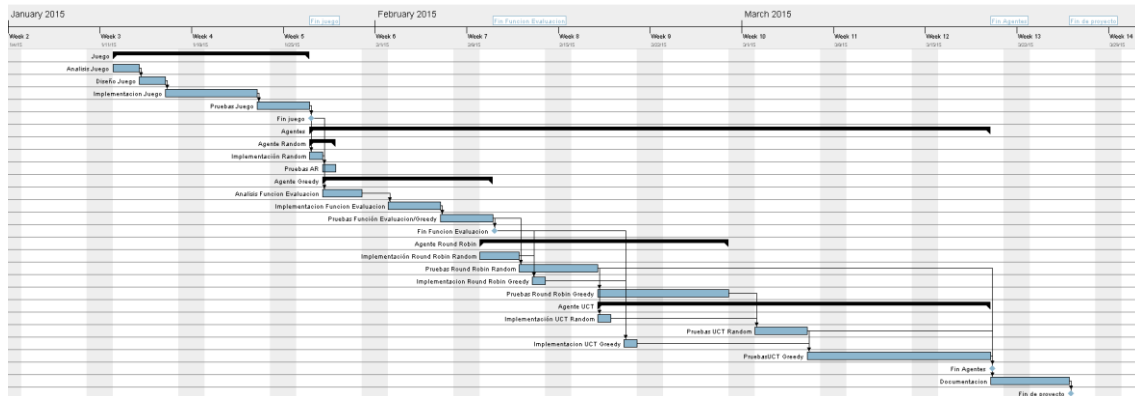 January 2015
February 2015
March 2015
Fin juego
Fin Funcion Evaluacion
Fin Agentes
Fin de proyecto
Week 2
Week 3
Week 4
Week 5
Week 6
Week 7
Week 8
Week 9
Week 10
Week 11
Week 12
Week 13
Week 14
Juego
Analisis Juego
Diseño Juego
Implementacion Juego
Pruebas Juego
Fin juego
Agentes
Agente Random
Implementación Random
Pruebas AR
Agente Greedy
Analisis Funcion Evaluacion
Implementacion Funcion Evaluacion
Pruebas Función Evaluacion/Greedy
Fin Funcion Evaluacion
Agente Round Robin
Implementación Round Robin Random
Pruebas Round Robin Random
Implementacion Round Robin Greedy
Pruebas Round Robin Greedy
Agente UCT
Implementación UCT Random
Pruebas UCT Random
Implementacion UCT Greedy
PruebasUCT Greedy
Fin Agentes
Documentacion
Fin de proyecto